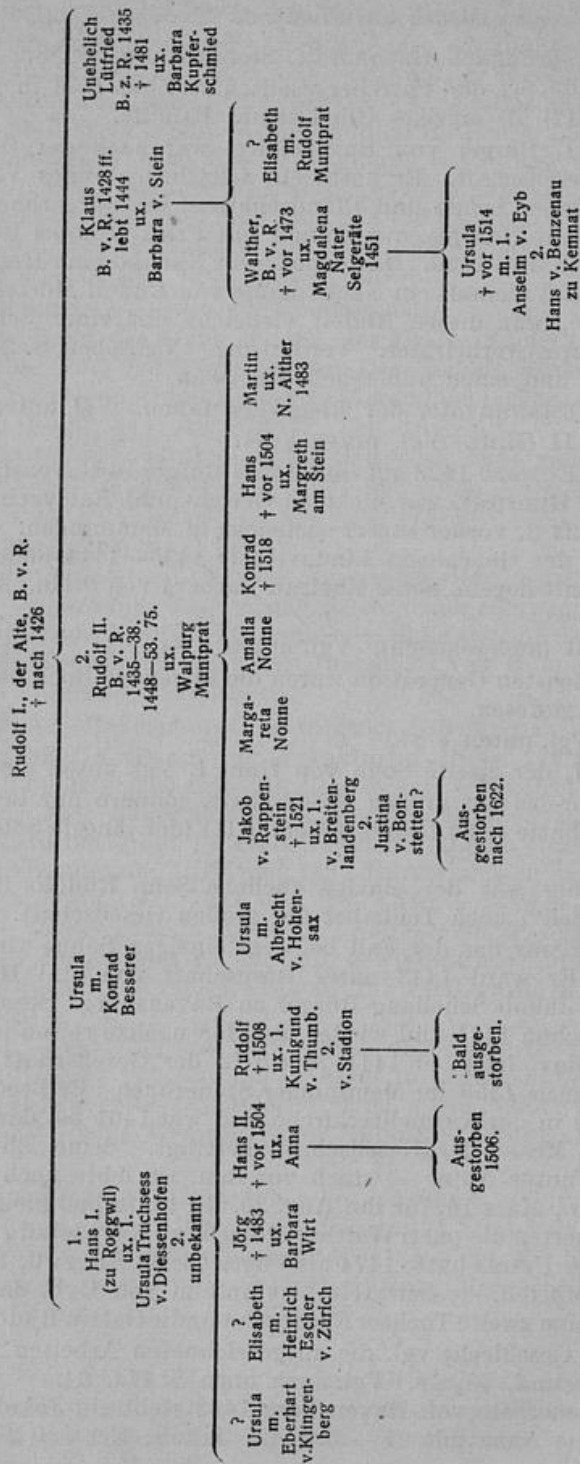 Rudolf I., der Alte, B. v. R.
† nach 1426
1.
Hans I.
(zu Roggwil)
ux. 1.
Ursula Truchsess
v. Diessenhofen
2.
unbekannt
Ursula
m.
Konrad
Besserer
2.
Rudolf II.
B. v. R.
1435—38.
1448—53. 75.
ux.
Walpurg
Muntprat
Klaus
B. v. R. 1428 ff.
lebt 1444
ux.
Barbara v. Stein
Unehelich
Lütfried
B. z. R. 1435
† 1481
ux.
Barbara
Kupfer-
schmied
?
Ursula
m.
Eberhart
v. Klingen-
berg
?
Elisabeth
m.
Heinrich
Escher
v. Zürich
Jörg
† 1483
ux.
Barbara
Wirt
Hans II.
† vor 1504
ux.
Anna
Rudolf
† 1508
ux. 1.
Kunigund
v. Thumb.
2.
v. Stadion
Aus-
gestorben
1506.
Bald
ausge-
storben.
Ursula
m.
Albrecht
v. Hohen-
sax
Jakob
v. Rappen-
stein
† 1521
ux. 1.
v. Breiten-
landenberg
2.
Justina
v. Bon-
stetten ?
Aus-
gestorben
nach 1622.
Marga-
reta
Nonne
Amalia
Nonne
Konrad
† 1518
Hans
† vor 1504
ux.
Margreth
am Stein
Martin
ux.
N. Alther
1483
Walther,
B. v. R.
† vor 1473
ux.
Magdalena
Nater
Selgeräte
1451
?
Elisabeth
m.
Rudolf
Muntprat
Ursula
† vor 1514
m. 1.
Anselm v. Eyb
2.
Hans v. Benzenau
zu Kemnat